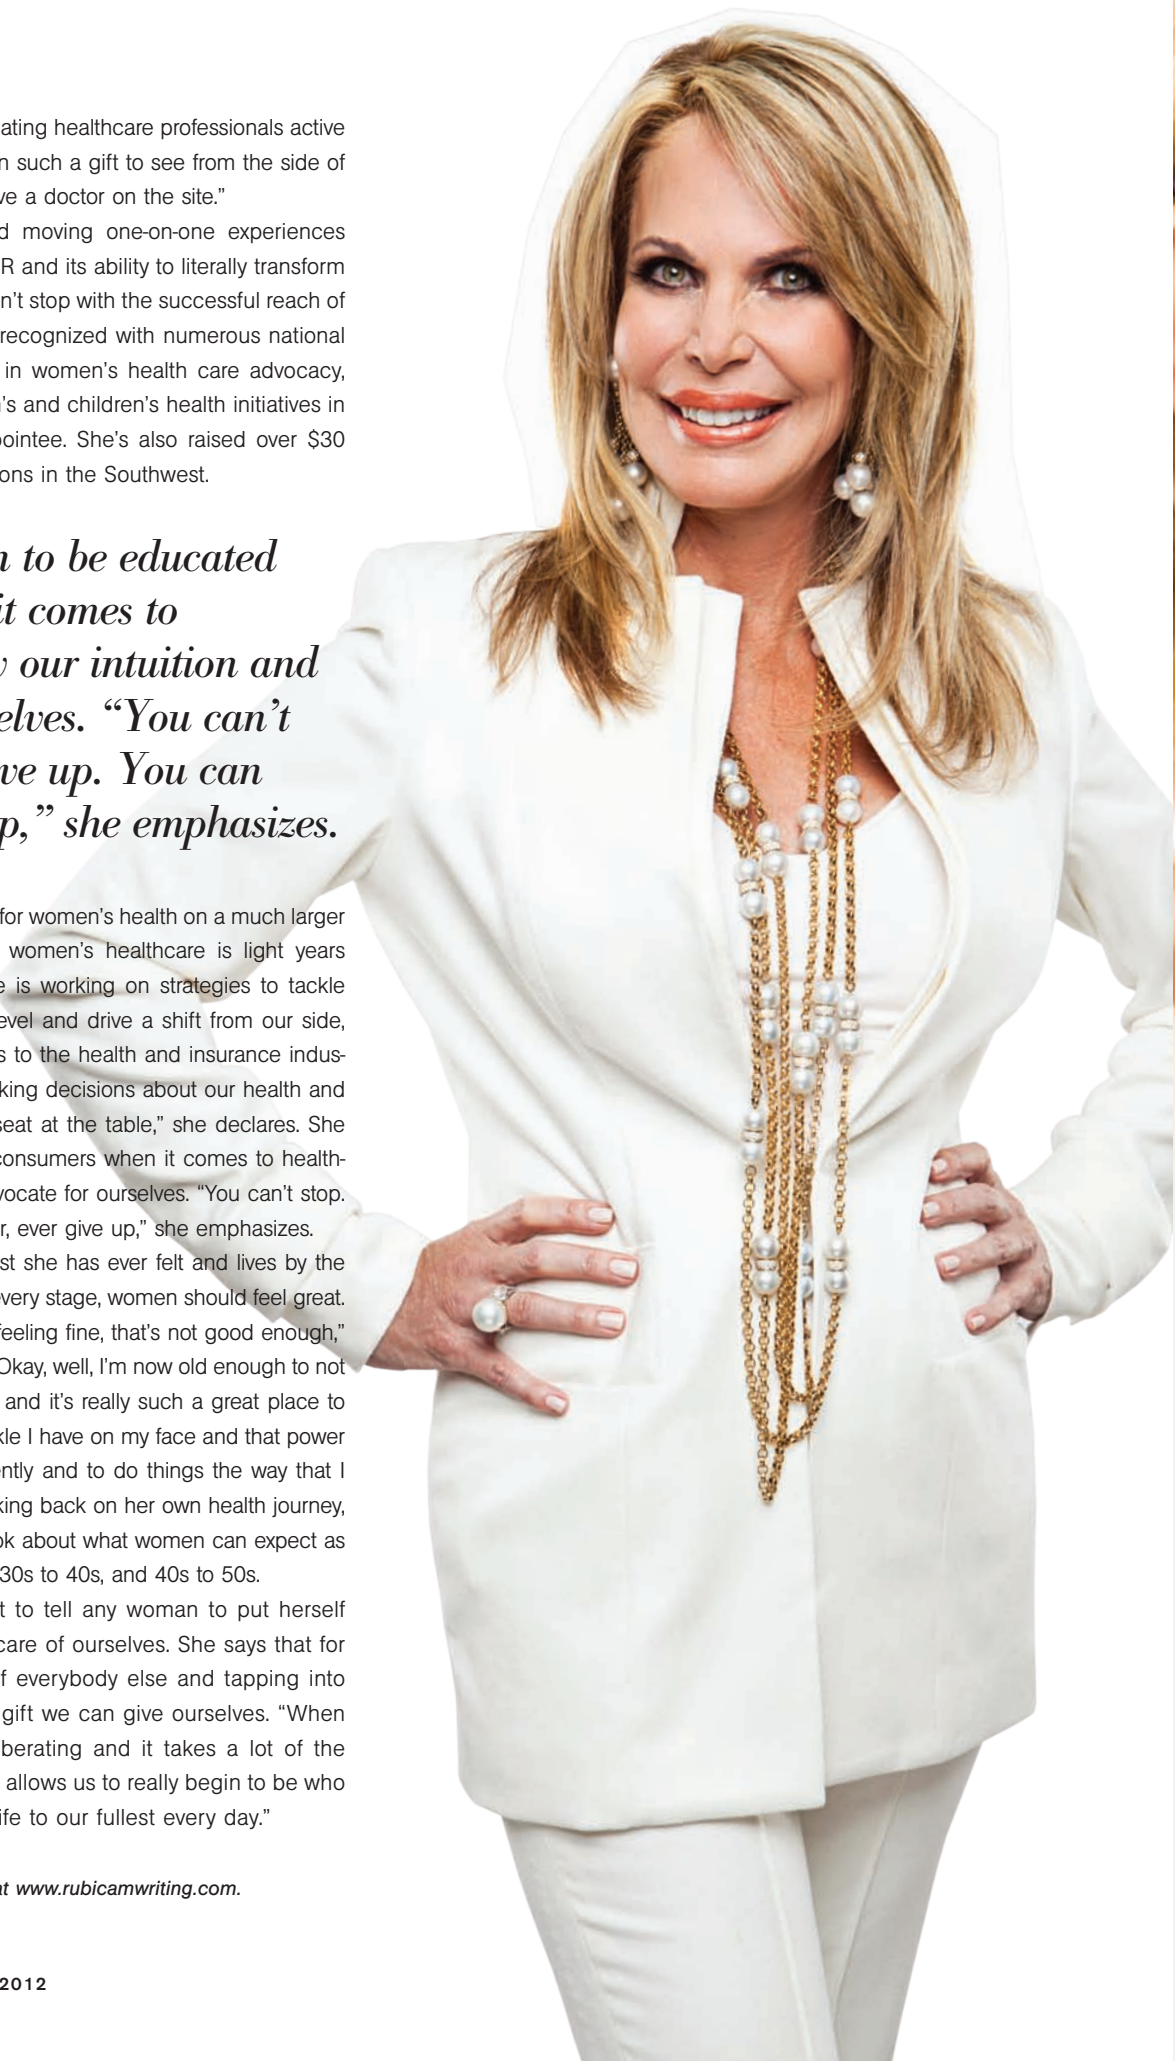 ating healthcare professionals active
n such a gift to see from the side of
ve a doctor on the site.”
d moving one-on-one experiences
R and its ability to literally transform
n't stop with the successful reach of
recognized with numerous national
in women's health care advocacy,
's and children's health initiatives in
ointee. She's also raised over $30
ons in the Southwest.
n to be educated
it comes to
our intuition and
elves. “You can’t
ve up. You can
p,” she emphasizes.
for women's health on a much larger
women's healthcare is light years
e is working on strategies to tackle
evel and drive a shift from our side,
s to the health and insurance indus-
king decisions about our health and
seat at the table,” she declares. She
consumers when it comes to health-
vocate for ourselves. “You can't stop.
r, ever give up,” she emphasizes.
st she has ever felt and lives by the
very stage, women should feel great.
feeling fine, that's not good enough,”
Okay, well, I'm now old enough to not
and it's really such a great place to
kle I have on my face and that power
ntly and to do things the way that I
king back on her own health journey,
ok about what women can expect as
30s to 40s, and 40s to 50s.
t to tell any woman to put herself
care of ourselves. She says that for
f everybody else and tapping into
gift we can give ourselves. “When
berating and it takes a lot of the
allows us to really begin to be who
ife to our fullest every day.”
at www.rubicamwriting.com.
2012